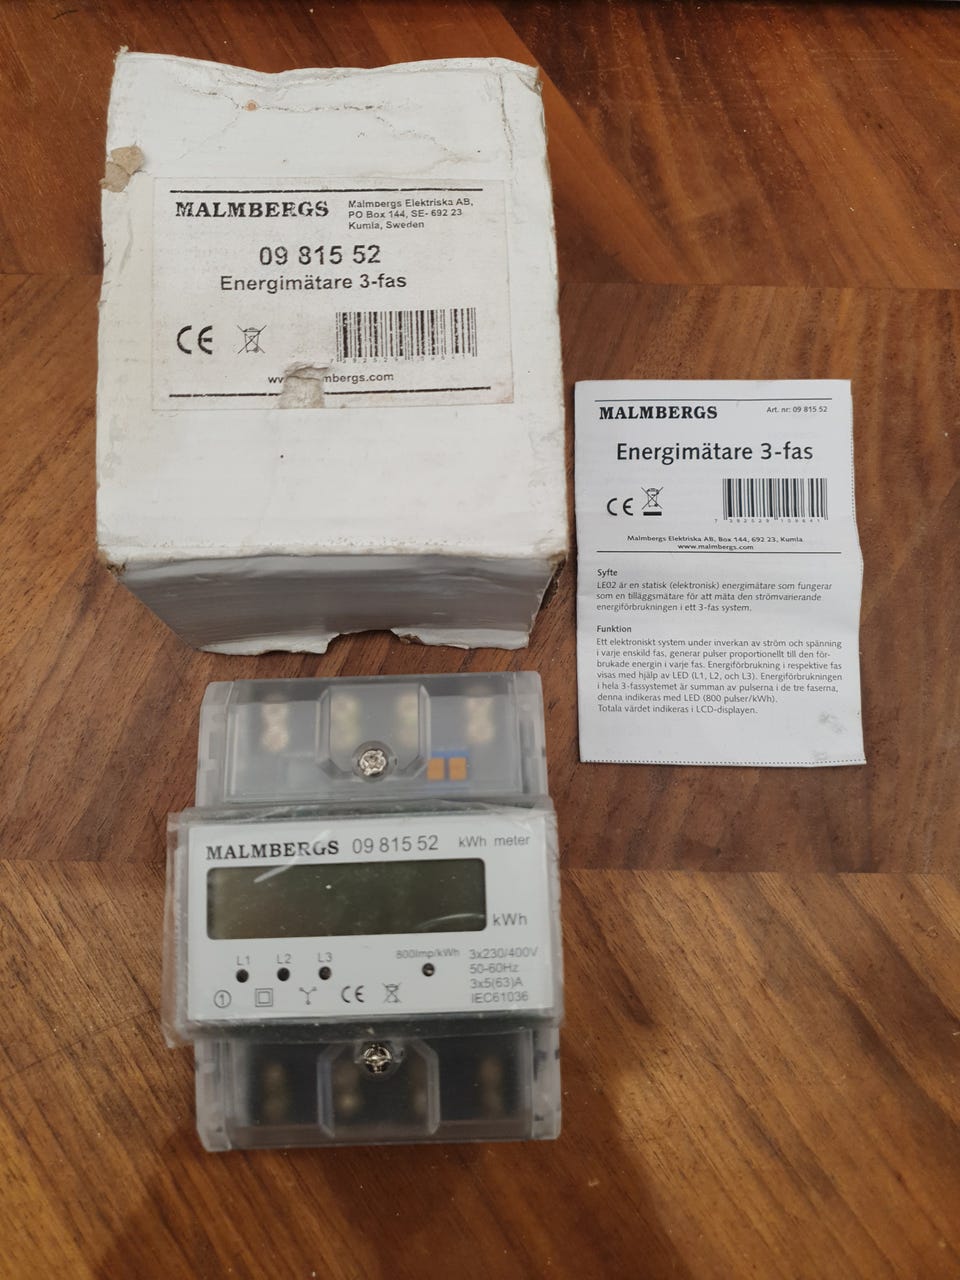 MALMBERGS
Malmbergs Elektriska AB,
PO Box 144, SE- 692 23
Kumla, Sweden
09 815 52
Energimätare 3-fas
CE
mbergs.com
MALMBERGS
Art. nr: 09 815 52
Energimätare 3-fas
CE
7 392529 109641
Malmbergs Elektriska AB, Box 144, 692 23, Kumla
www.malmbergs.com
Syfte
LE02 är en statisk (elektronisk) energimätare som fungerar
som en tilläggsmätare för att mäta den strömvarierande
energiförbrukningen i ett 3-fas system.
Funktion
Ett elektroniskt system under inverkan av ström och spänning
i varje enskild fas, generar pulser proportionellt till den för-
brukade energin i varje fas. Energiförbrukning i respektive fas
visas med hjälp av LED (L1, L2, och L3). Energiförbrukningen
i hela 3-fassystemet är summan av pulserna i de tre faserna,
denna indikeras med LED (800 pulser/kWh).
Totala värdet indikeras i LCD-displayen.
MALMBERGS 09 815 52 kWh meter
kWh
L1 L2 L3
800Imp/kWh
3x230/400V
50-60Hz
3x5(63)A
IEC61036
1
CE